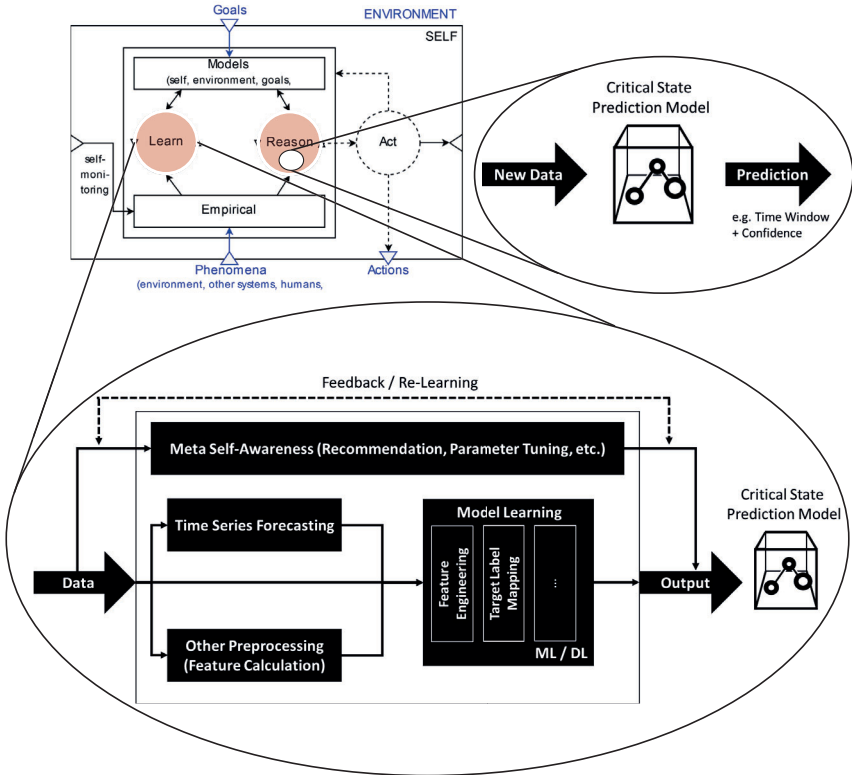 Goals
ENVIRONMENT
SELF
Models
(self, environment, goals,
Learn
Reason
Act
self-
moni-
toring
Empirical
Phenomena
(environment, other systems, humans,
Actions
Critical State
Prediction Model
New Data
Prediction
e.g. Time Window
+ Confidence
Feedback / Re-Learning
Meta Self-Awareness (Recommendation, Parameter Tuning, etc.)
Time Series Forecasting
Model Learning
Feature
Engineering
Target Label
Mapping
...
ML / DL
Data
Other Preprocessing
(Feature Calculation)
Output
Critical State
Prediction Model